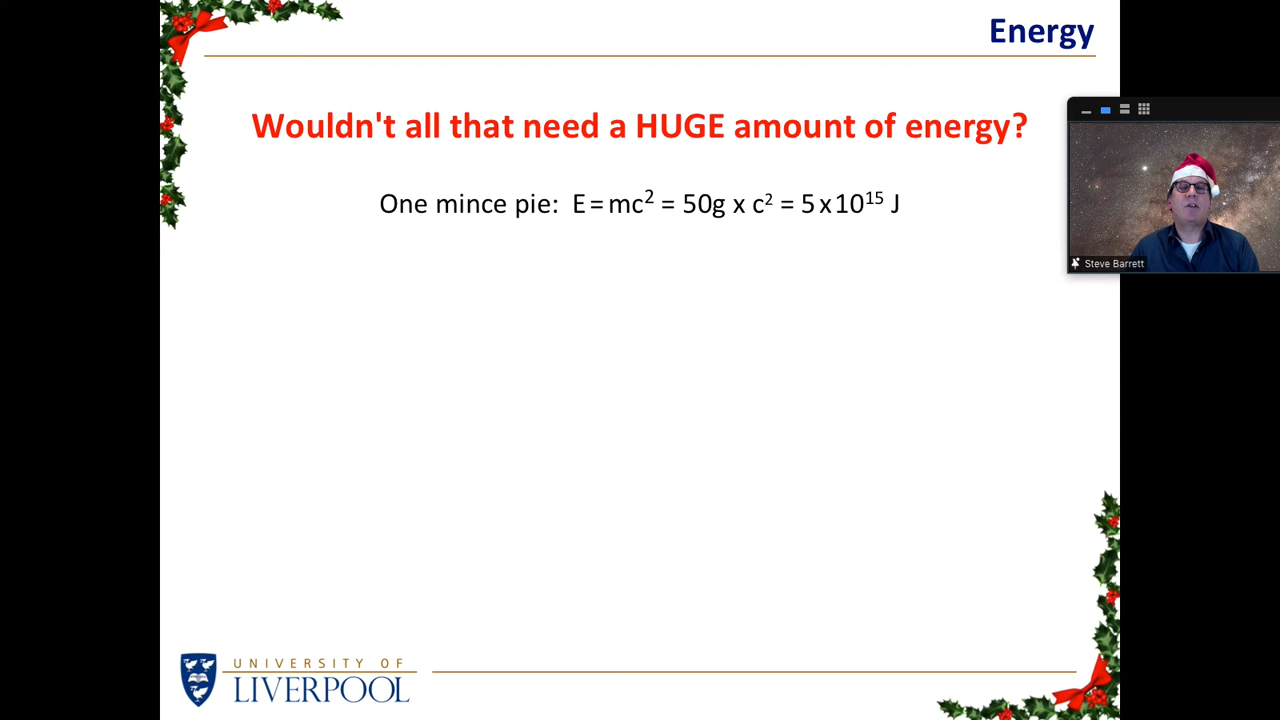 Energy
Wouldn't all that need a HUGE amount of energy?
One mince pie: E = mc² = 50g x c² = 5 x 10¹⁵ J
Steve Barrett
UNIVERSITY OF
LIVERPOOL